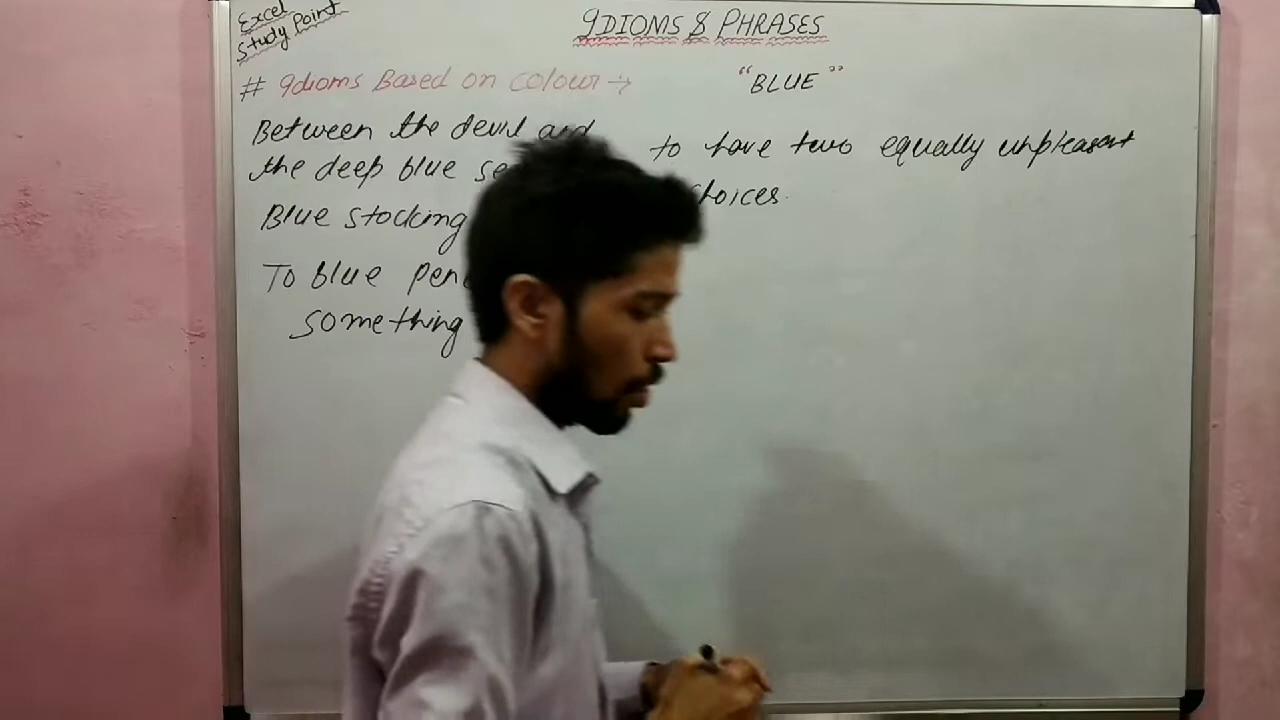 Excel
Study Point
IDIOMS & PHRASES
# Idioms Based on colour → "BLUE"
Between the devil and
the deep blue
to have two equally unpleasant
choices.
Blue stocking
To blue
something